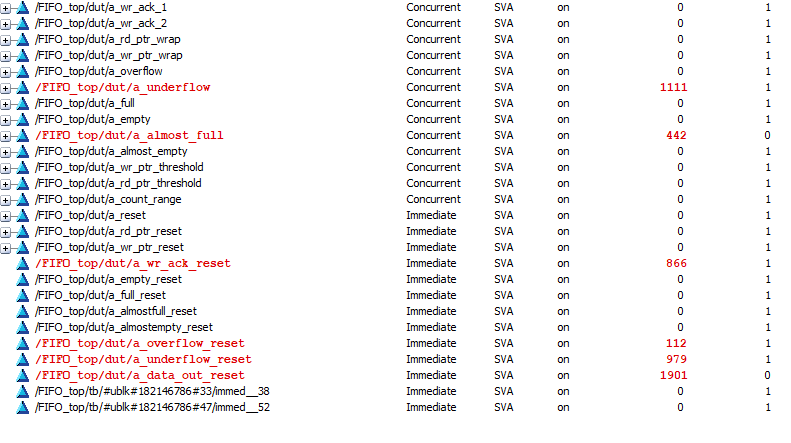 /FIFO_top/dut/a_wr_ack_1 Concurrent SVA on 0 1
/FIFO_top/dut/a_wr_ack_2 Concurrent SVA on 0 1
/FIFO_top/dut/a_rd_ptr_wrap Concurrent SVA on 0 1
/FIFO_top/dut/a_wr_ptr_wrap Concurrent SVA on 0 1
/FIFO_top/dut/a_overflow Concurrent SVA on 0 1
/FIFO_top/dut/a_underflow Concurrent SVA on 1111 1
/FIFO_top/dut/a_full Concurrent SVA on 0 1
/FIFO_top/dut/a_empty Concurrent SVA on 0 1
/FIFO_top/dut/a_almost_full Concurrent SVA on 442 0
/FIFO_top/dut/a_almost_empty Concurrent SVA on 0 1
/FIFO_top/dut/a_wr_ptr_threshold Concurrent SVA on 0 1
/FIFO_top/dut/a_rd_ptr_threshold Concurrent SVA on 0 1
/FIFO_top/dut/a_count_range Concurrent SVA on 0 1
/FIFO_top/dut/a_reset Immediate SVA on 0 1
/FIFO_top/dut/a_rd_ptr_reset Immediate SVA on 0 1
/FIFO_top/dut/a_wr_ptr_reset Immediate SVA on 0 1
/FIFO_top/dut/a_wr_ack_reset Immediate SVA on 866 1
/FIFO_top/dut/a_empty_reset Immediate SVA on 0 1
/FIFO_top/dut/a_full_reset Immediate SVA on 0 1
/FIFO_top/dut/a_almostfull_reset Immediate SVA on 0 1
/FIFO_top/dut/a_almostempty_reset Immediate SVA on 0 1
/FIFO_top/dut/a_overflow_reset Immediate SVA on 112 1
/FIFO_top/dut/a_underflow_reset Immediate SVA on 979 1
/FIFO_top/dut/a_data_out_reset Immediate SVA on 1901 0
/FIFO_top/tb/#ublk#182146786#33/immed__38 Immediate SVA on 0 1
/FIFO_top/tb/#ublk#182146786#47/immed__52 Immediate SVA on 0 1